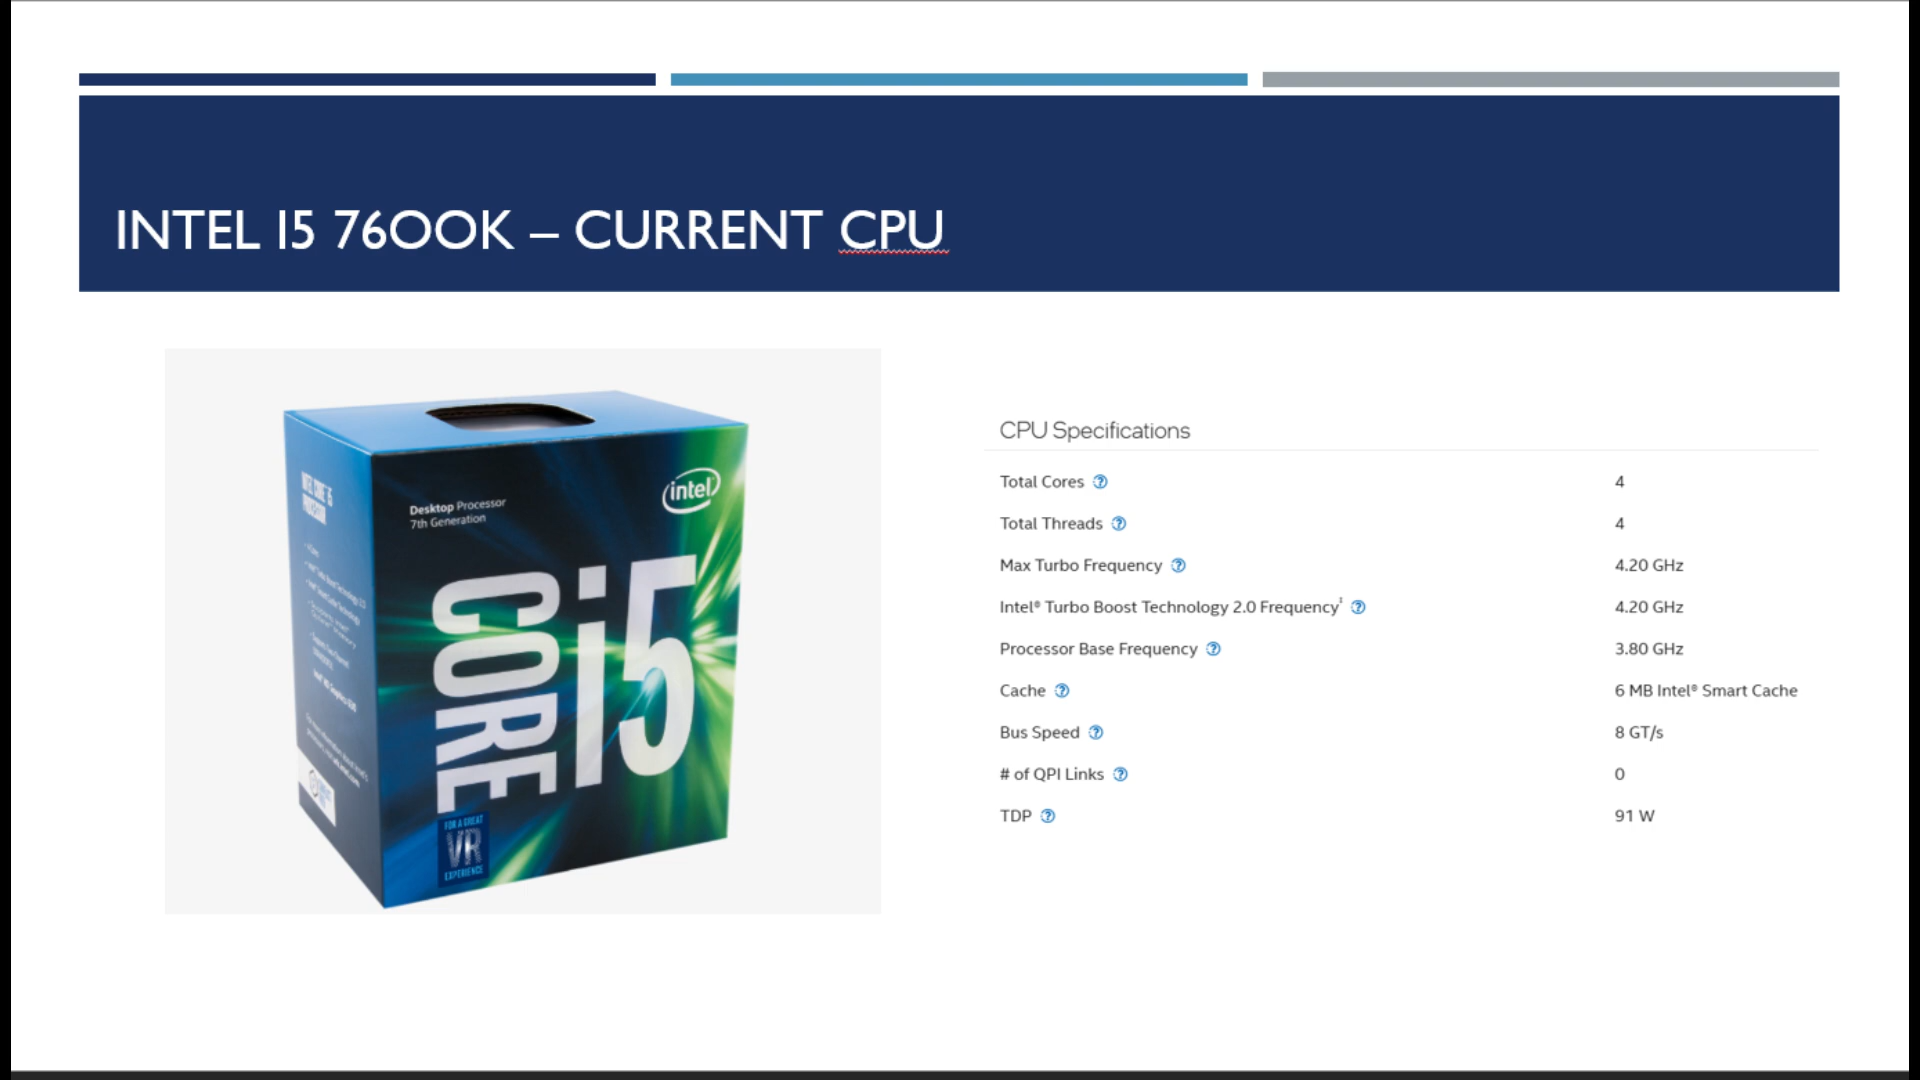 INTEL I5 7600K – CURRENT CPU
intel
Desktop Processor
7th Generation
CORE i5
FOR A GREAT
VR
EXPERIENCE
CPU Specifications
Total Cores 4
Total Threads 4
Max Turbo Frequency 4.20 GHz
Intel® Turbo Boost Technology 2.0 Frequency‡ 4.20 GHz
Processor Base Frequency 3.80 GHz
Cache 6 MB Intel® Smart Cache
Bus Speed 8 GT/s
# of QPI Links 0
TDP 91 W